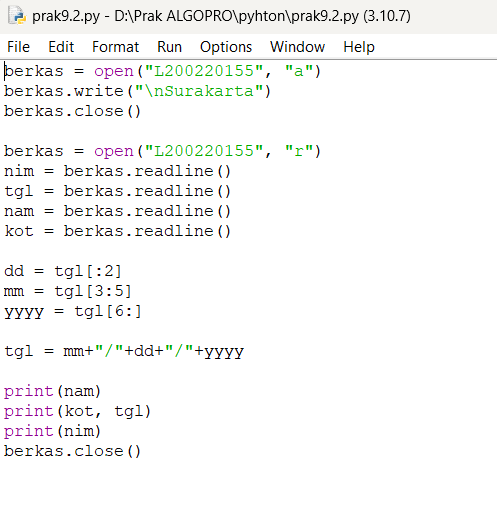 prak9.2.py - D:\Prak ALGOPRO\pyhton\prak9.2.py (3.10.7)
File Edit Format Run Options Window Help
berkas = open("L200220155", "a")
berkas.write("\nSurakarta")
berkas.close()
berkas = open("L200220155", "r")
nim = berkas.readline()
tgl = berkas.readline()
nam = berkas.readline()
kot = berkas.readline()
dd = tgl[:2]
mm = tgl[3:5]
yyyy = tgl[6:]
tgl = mm+"/"+dd+"/"+yyyy
print(nam)
print(kot, tgl)
print(nim)
berkas.close()